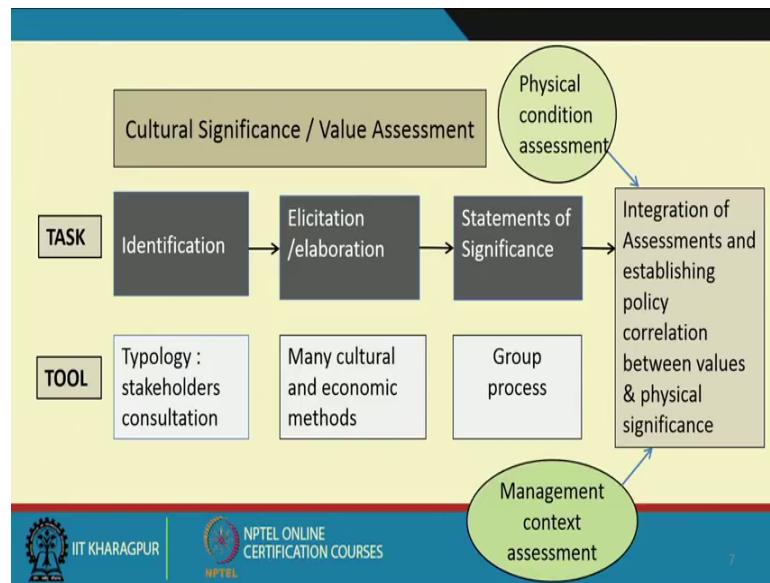 Physical
condition
assessment
Cultural Significance / Value Assessment
TASK
Identification
Elicitation
/elaboration
Statements of
Significance
Integration of
Assessments and
establishing
policy
correlation
between values
& physical
significance
TOOL
Typology :
stakeholders
consultation
Many cultural
and economic
methods
Group
process
Management
context
assessment
IIT KHARAGPUR
NPTEL
NPTEL ONLINE
CERTIFICATION COURSES
7